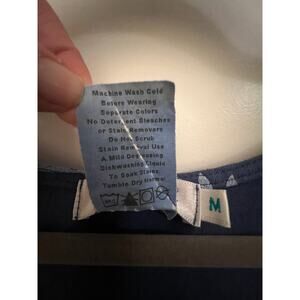 Machine Wash Cold
Before Wearing
Separate Colors
No Detergent Bleaches
or Stain Removers
Do Not Scrub
Stain Removal Use
A Mild Degreasing
Dishwashing Liquid
To Soak Stains
Tumble Dry Normal
M